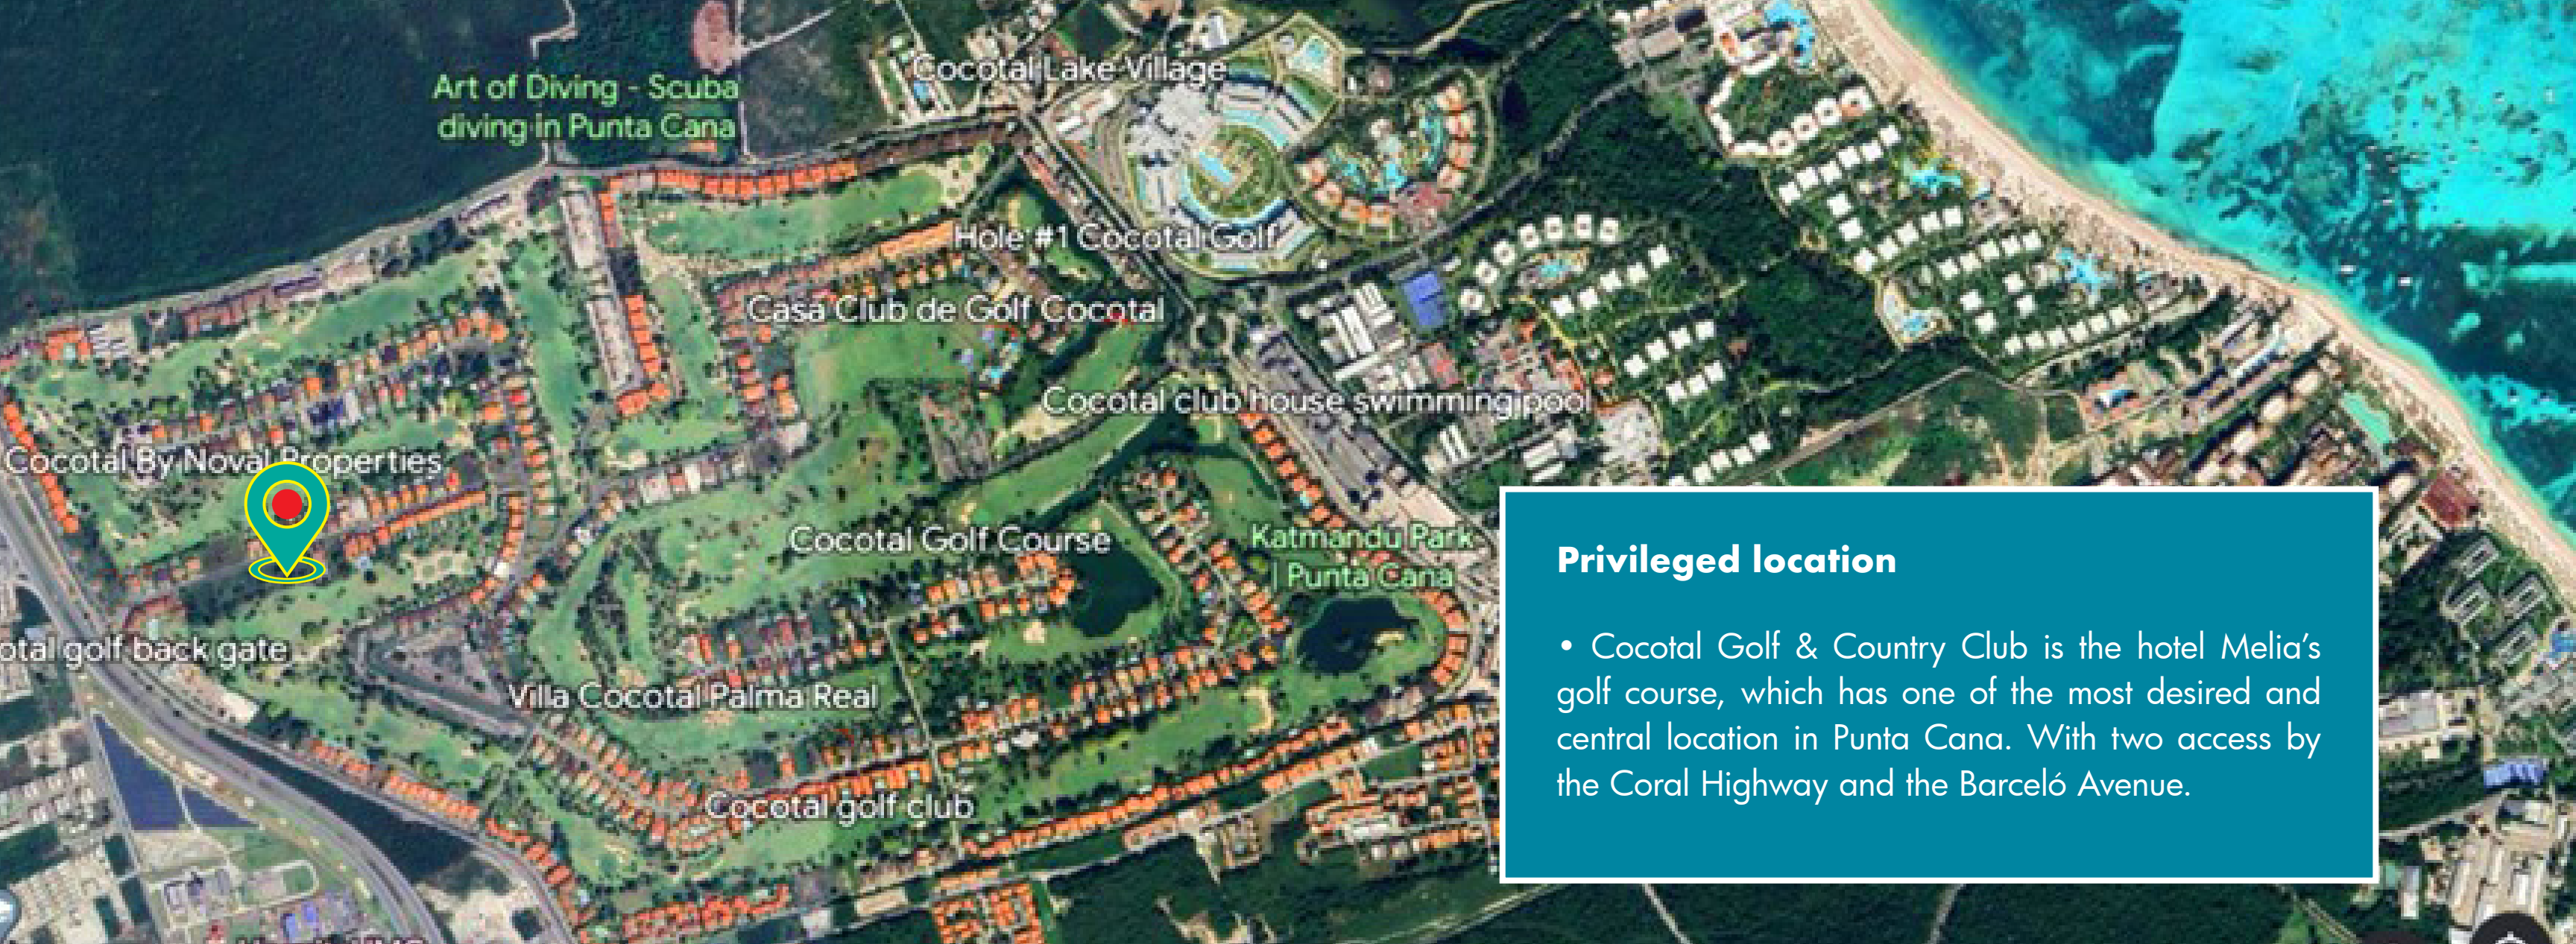 Cocotal Lake Village
Art of Diving - Scuba
diving in Punta Cana
Hole #1 Cocotal Golf
Casa Club de Golf Cocotal
Cocotal club house swimming pool
Cocotal By Noval Properties
Cocotal Golf Course
Katmandu Park
| Punta Cana
otal golf back gate
Villa Cocotal Palma Real
Cocotal golf club
Privileged location
• Cocotal Golf & Country Club is the hotel Melia's
golf course, which has one of the most desired and
central location in Punta Cana. With two access by
the Coral Highway and the Barceló Avenue.